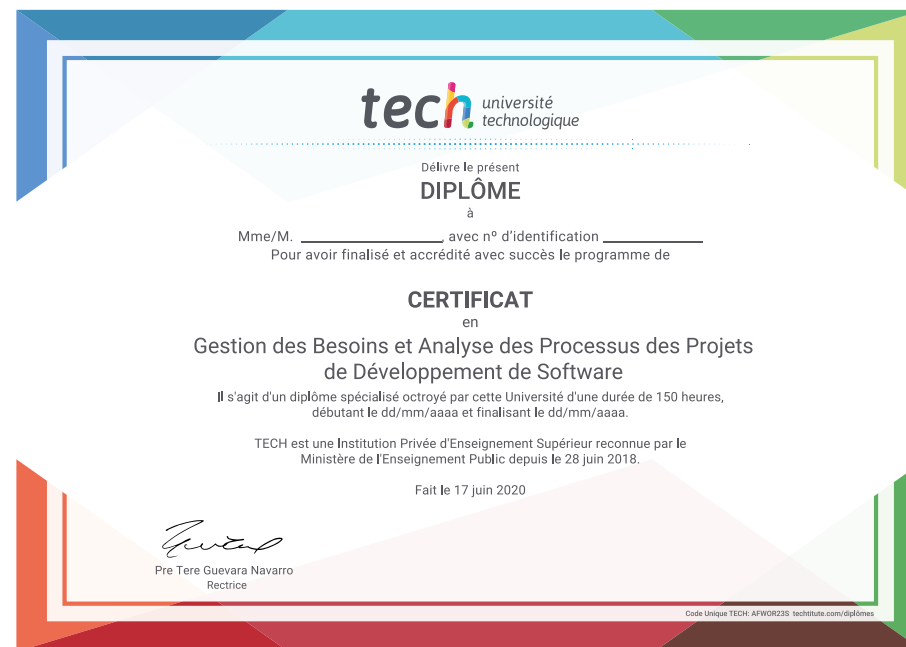 tech université
technologique
Délivre le présent
DIPLÔME
à
Mme/M. ____________________, avec nº d'identification ______________
Pour avoir finalisé et accrédité avec succès le programme de
CERTIFICAT
en
Gestion des Besoins et Analyse des Processus des Projets
de Développement de Software
Il s'agit d'un diplôme spécialisé octroyé par cette Université d'une durée de 150 heures,
débutant le dd/mm/aaaa et finalisant le dd/mm/aaaa.
TECH est une Institution Privée d'Enseignement Supérieur reconnue par le
Ministère de l'Enseignement Public depuis le 28 juin 2018.
Fait le 17 juin 2020
Pre Tere Guevara Navarro
Rectrice
Code Unique TECH: AFWOR23S techtitute.com/diplômes